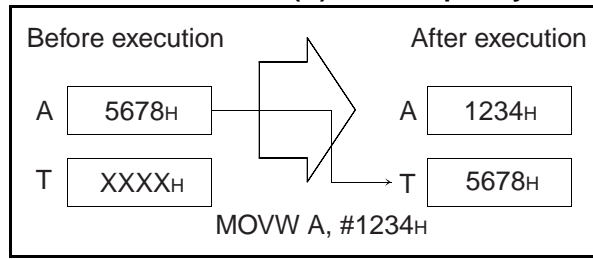 Before execution After execution
A 5678H A 1234H
T XXXXH T 5678H
MOVW A, #1234H